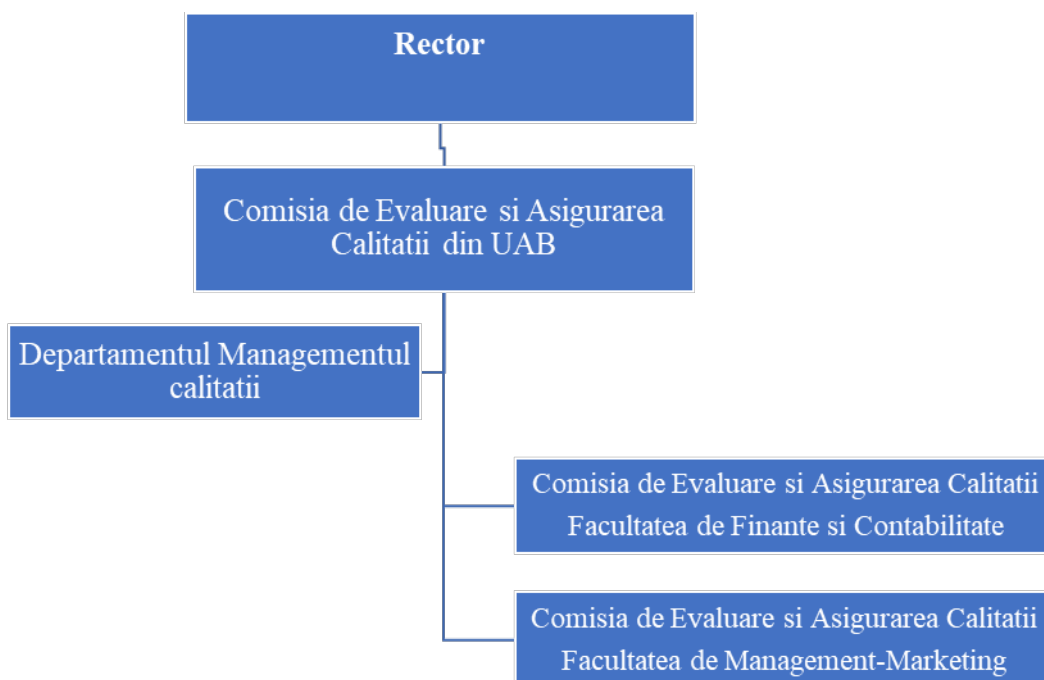 Rector
Comisia de Evaluare si Asigurarea
Calitatii din UAB
Departamentul Managementul
calitatii
Comisia de Evaluare si Asigurarea Calitatii
Facultatea de Finante si Contabilitate
Comisia de Evaluare si Asigurarea Calitatii
Facultatea de Management-Marketing